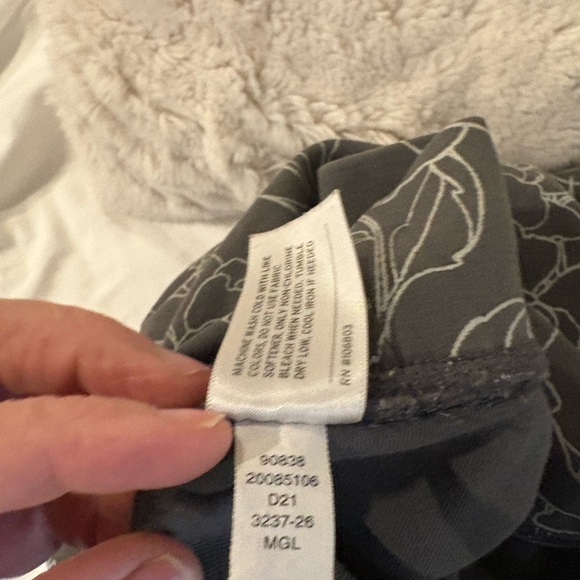 MACHINE WASH COLD WITH LIKE
COLORS, DO NOT USE FABRIC
SOFTENER, ONLY NON-CHLORINE
BLEACH WHEN NEEDED, TUMBLE
DRY LOW, COOL IRON IF NEEDED
RN #106803
90838
20085106
D21
3237-26
MGL